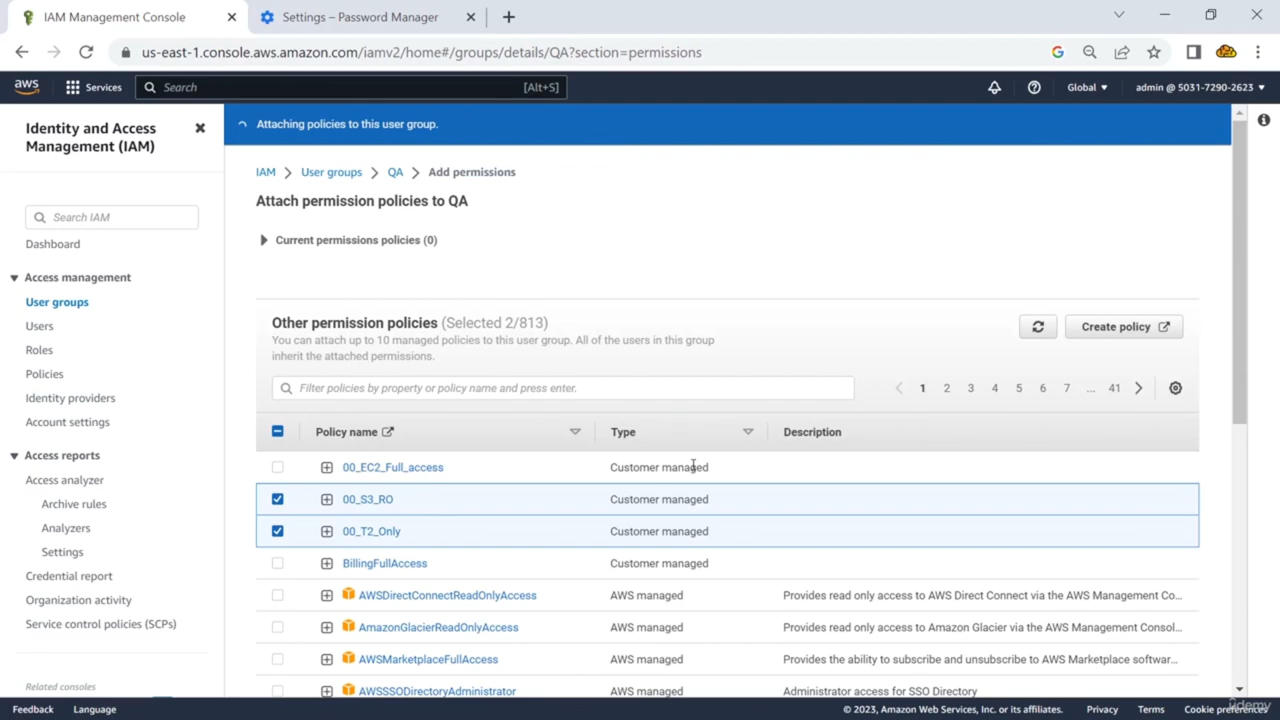 IAM Management Console
Settings – Password Manager
us-east-1.console.aws.amazon.com/iamv2/home#/groups/details/QA?section=permissions
aws
Services
Search
[Alt+S]
Global
admin @ 5031-7290-2623
Identity and Access Management (IAM)
Search IAM
Dashboard
Access management
User groups
Users
Roles
Policies
Identity providers
Account settings
Access reports
Access analyzer
Archive rules
Analyzers
Settings
Credential report
Organization activity
Service control policies (SCPs)
Related consoles
Attaching policies to this user group.
IAM > User groups > QA > Add permissions
Attach permission policies to QA
Current permissions policies (0)
Other permission policies (Selected 2/813)
You can attach up to 10 managed policies to this user group. All of the users in this group
inherit the attached permissions.
Create policy
Filter policies by property or policy name and press enter.
1 2 3 4 5 6 7 ... 41
Policy name Type Description
00_EC2_Full_access Customer managed
00_S3_RO Customer managed
00_T2_Only Customer managed
BillingFullAccess Customer managed
AWSDirectConnectReadOnlyAccess AWS managed Provides read only access to AWS Direct Connect via the AWS Management Co...
AmazonGlacierReadOnlyAccess AWS managed Provides read only access to Amazon Glacier via the AWS Management Consol...
AWSMarketplaceFullAccess AWS managed Provides the ability to subscribe and unsubscribe to AWS Marketplace softwar...
AWSSSODirectoryAdministrator AWS managed Administrator access for SSO Directory
Feedback Language © 2023, Amazon Web Services, Inc. or its affiliates. Privacy Terms Cookie preferences
udemy